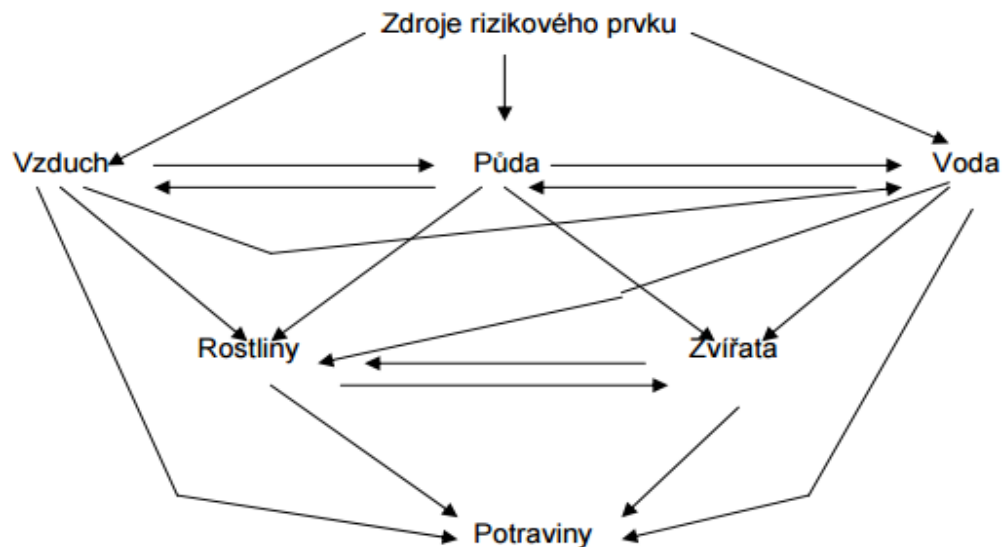 Zdroje rizikového prvku
Vzduch Půda Voda
Rostliny Zvířata
Potraviny